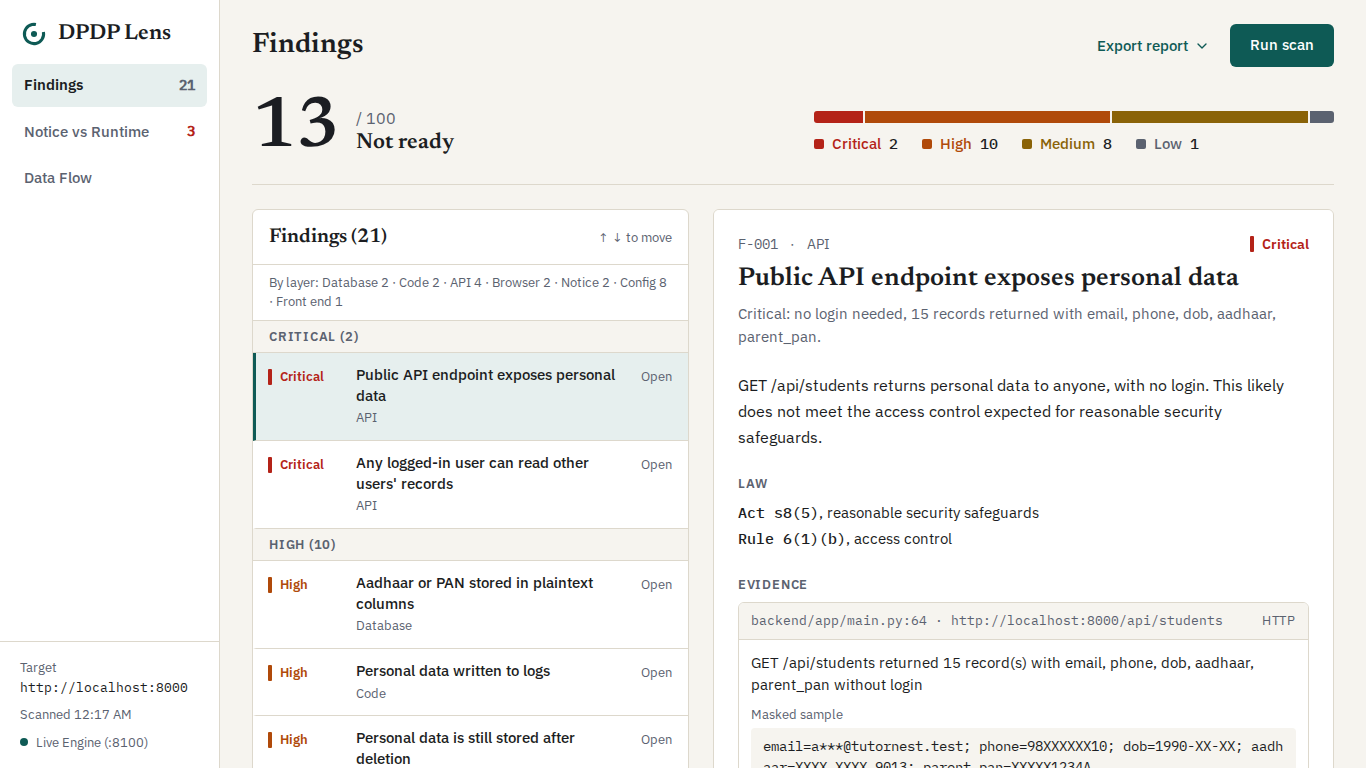 DPDP Lens
Findings 21
Notice vs Runtime 3
Data Flow
Target
http://localhost:8000
Scanned 12:17 AM
Live Engine (:8100)
Findings
Export report
Run scan
13
/ 100
Not ready
Critical 2 High 10 Medium 8 Low 1
Findings (21)
↑ ↓ to move
By layer: Database 2 · Code 2 · API 4 · Browser 2 · Notice 2 · Config 8
· Front end 1
CRITICAL (2)
Critical Public API endpoint exposes personal Open
data
API
Critical Any logged-in user can read other Open
users' records
API
HIGH (10)
High Aadhaar or PAN stored in plaintext Open
columns
Database
High Personal data written to logs Open
Code
High Personal data is still stored after Open
deletion
F-001 · API
Critical
Public API endpoint exposes personal data
Critical: no login needed, 15 records returned with email, phone, dob, aadhaar,
parent_pan.
GET /api/students returns personal data to anyone, with no login. This likely
does not meet the access control expected for reasonable security
safeguards.
LAW
Act s8(5), reasonable security safeguards
Rule 6(1)(b), access control
EVIDENCE
backend/app/main.py:64 · http://localhost:8000/api/students HTTP
GET /api/students returned 15 record(s) with email, phone, dob, aadhaar,
parent_pan without login
Masked sample
email=a***@tutornest.test; phone=98XXXXXX10; dob=1990-XX-XX; aadh
aar=XXXX XXXX 9013; parent_pan=XXXXX1234A